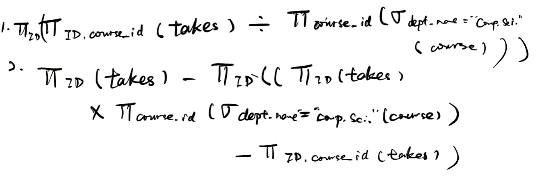 1. Π_ID(Π_ID, course_id (takes) ÷ Π_course_id (σ_dept_name = "Comp. Sci."
(course)))
2. Π_ID (takes) − Π_ID((Π_ID (takes)
× Π_course_id (σ_dept_name = "Comp. Sci." (course))
− Π_ID, course_id (takes))